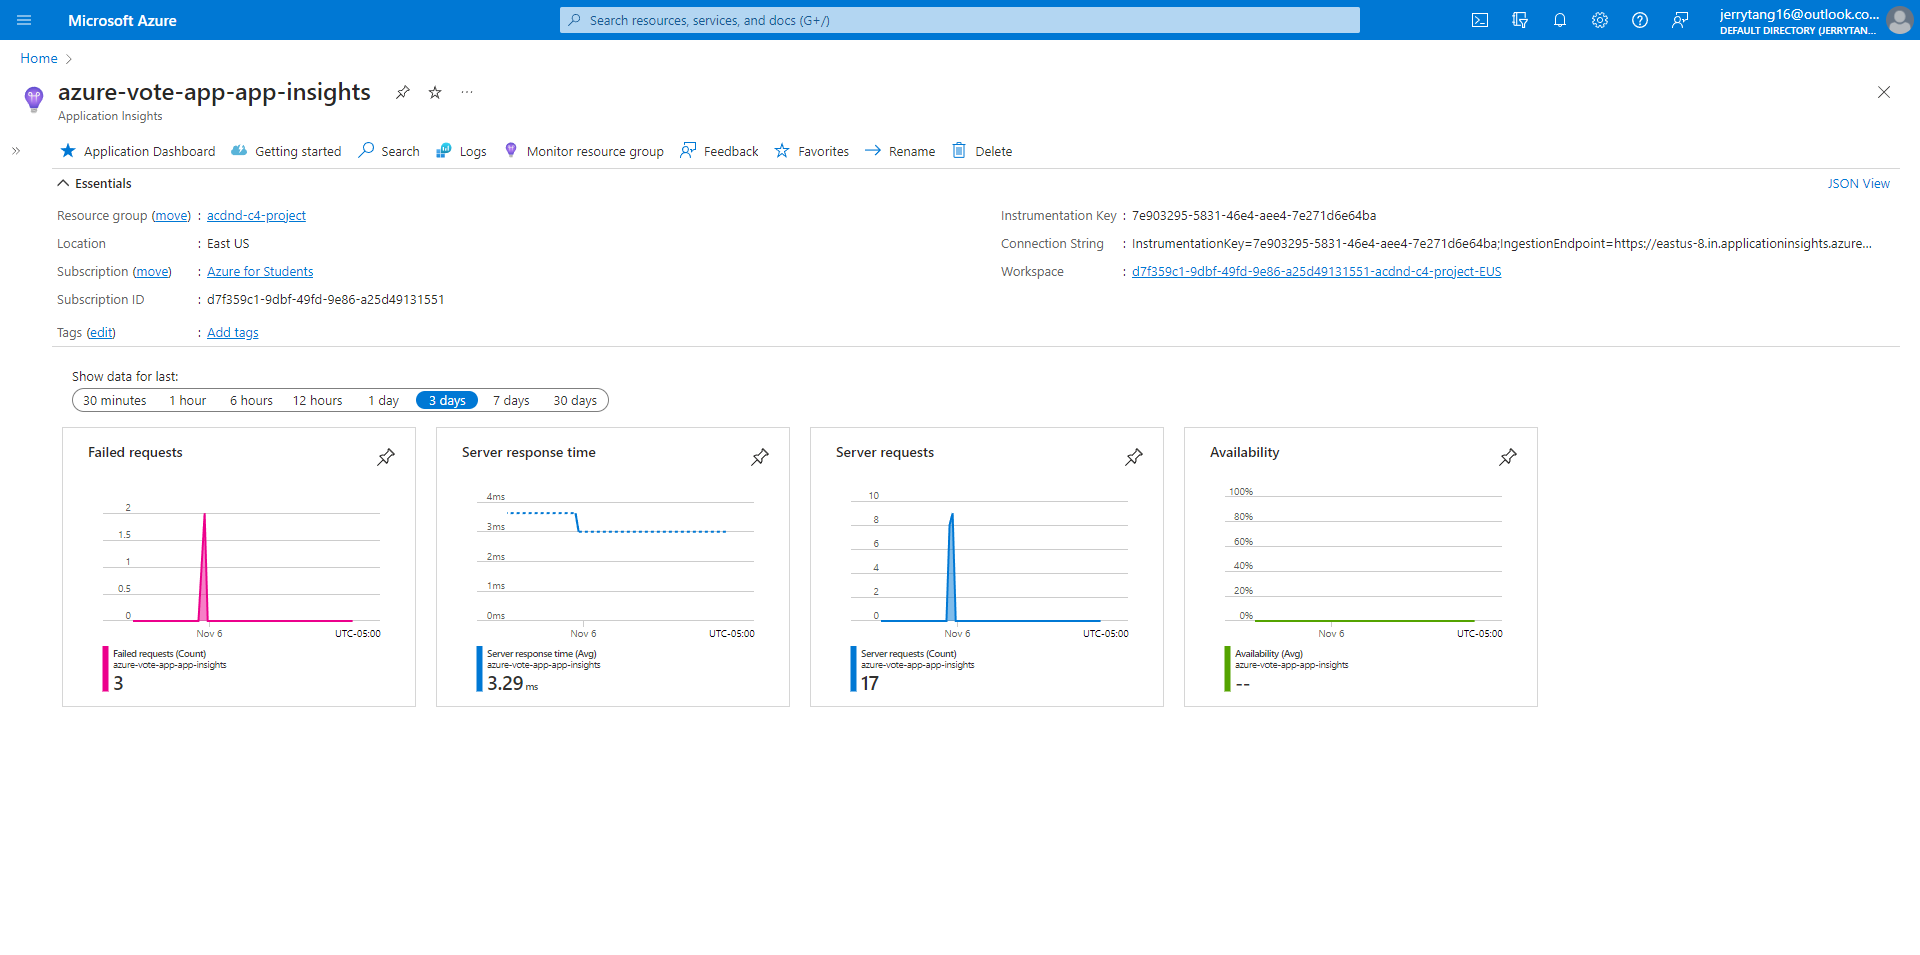 Microsoft Azure
Search resources, services, and docs (G+/)
jerrytang16@outlook.co...
DEFAULT DIRECTORY (JERRYTAN...
Home
azure-vote-app-app-insights
Application Insights
Application Dashboard Getting started Search Logs Monitor resource group Feedback Favorites Rename Delete
Essentials
JSON View
Resource group (move) : acdnd-c4-project
Location : East US
Subscription (move) : Azure for Students
Subscription ID : d7f359c1-9dbf-49fd-9e86-a25d49131551
Tags (edit) : Add tags
Instrumentation Key : 7e903295-5831-46e4-aee4-7e271d6e64ba
Connection String : InstrumentationKey=7e903295-5831-46e4-aee4-7e271d6e64ba;IngestionEndpoint=https://eastus-8.in.applicationinsights.azure...
Workspace : d7f359c1-9dbf-49fd-9e86-a25d49131551-acdnd-c4-project-EUS
Show data for last:
30 minutes 1 hour 6 hours 12 hours 1 day 3 days 7 days 30 days
Failed requests
2
1.5
1
0.5
0
Nov 6 UTC-05:00
Failed requests (Count)
azure-vote-app-app-insights
3
Server response time
4ms
3ms
2ms
1ms
0ms
Nov 6 UTC-05:00
Server response time (Avg)
azure-vote-app-app-insights
3.29 ms
Server requests
10
8
6
4
2
0
Nov 6 UTC-05:00
Server requests (Count)
azure-vote-app-app-insights
17
Availability
100%
80%
60%
40%
20%
0%
Nov 6 UTC-05:00
Availability (Avg)
azure-vote-app-app-insights
--